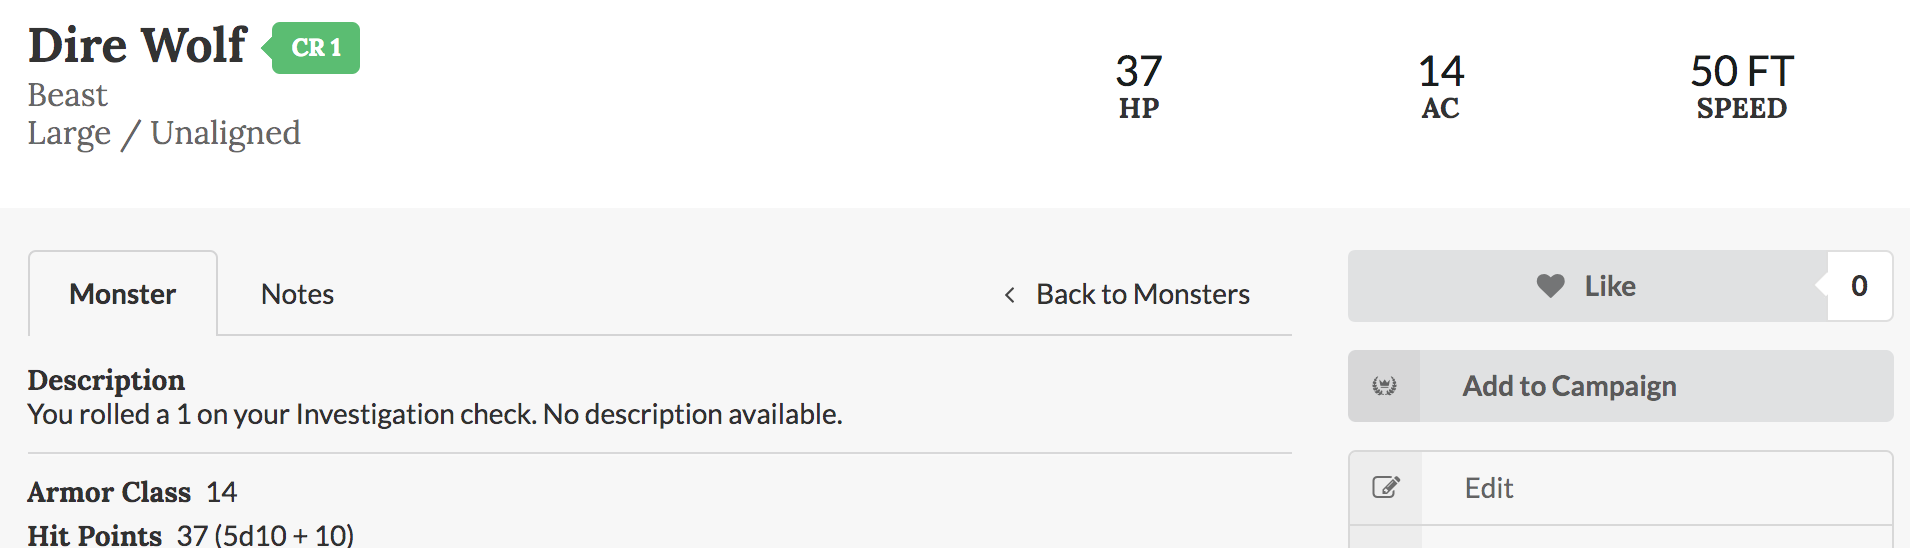 Dire Wolf CR 1
Beast
Large / Unaligned
37
HP
14
AC
50 FT
SPEED
Monster
Notes
Back to Monsters
Like
0
Add to Campaign
Edit
Description
You rolled a 1 on your Investigation check. No description available.
Armor Class 14
Hit Points 37 (5d10 + 10)